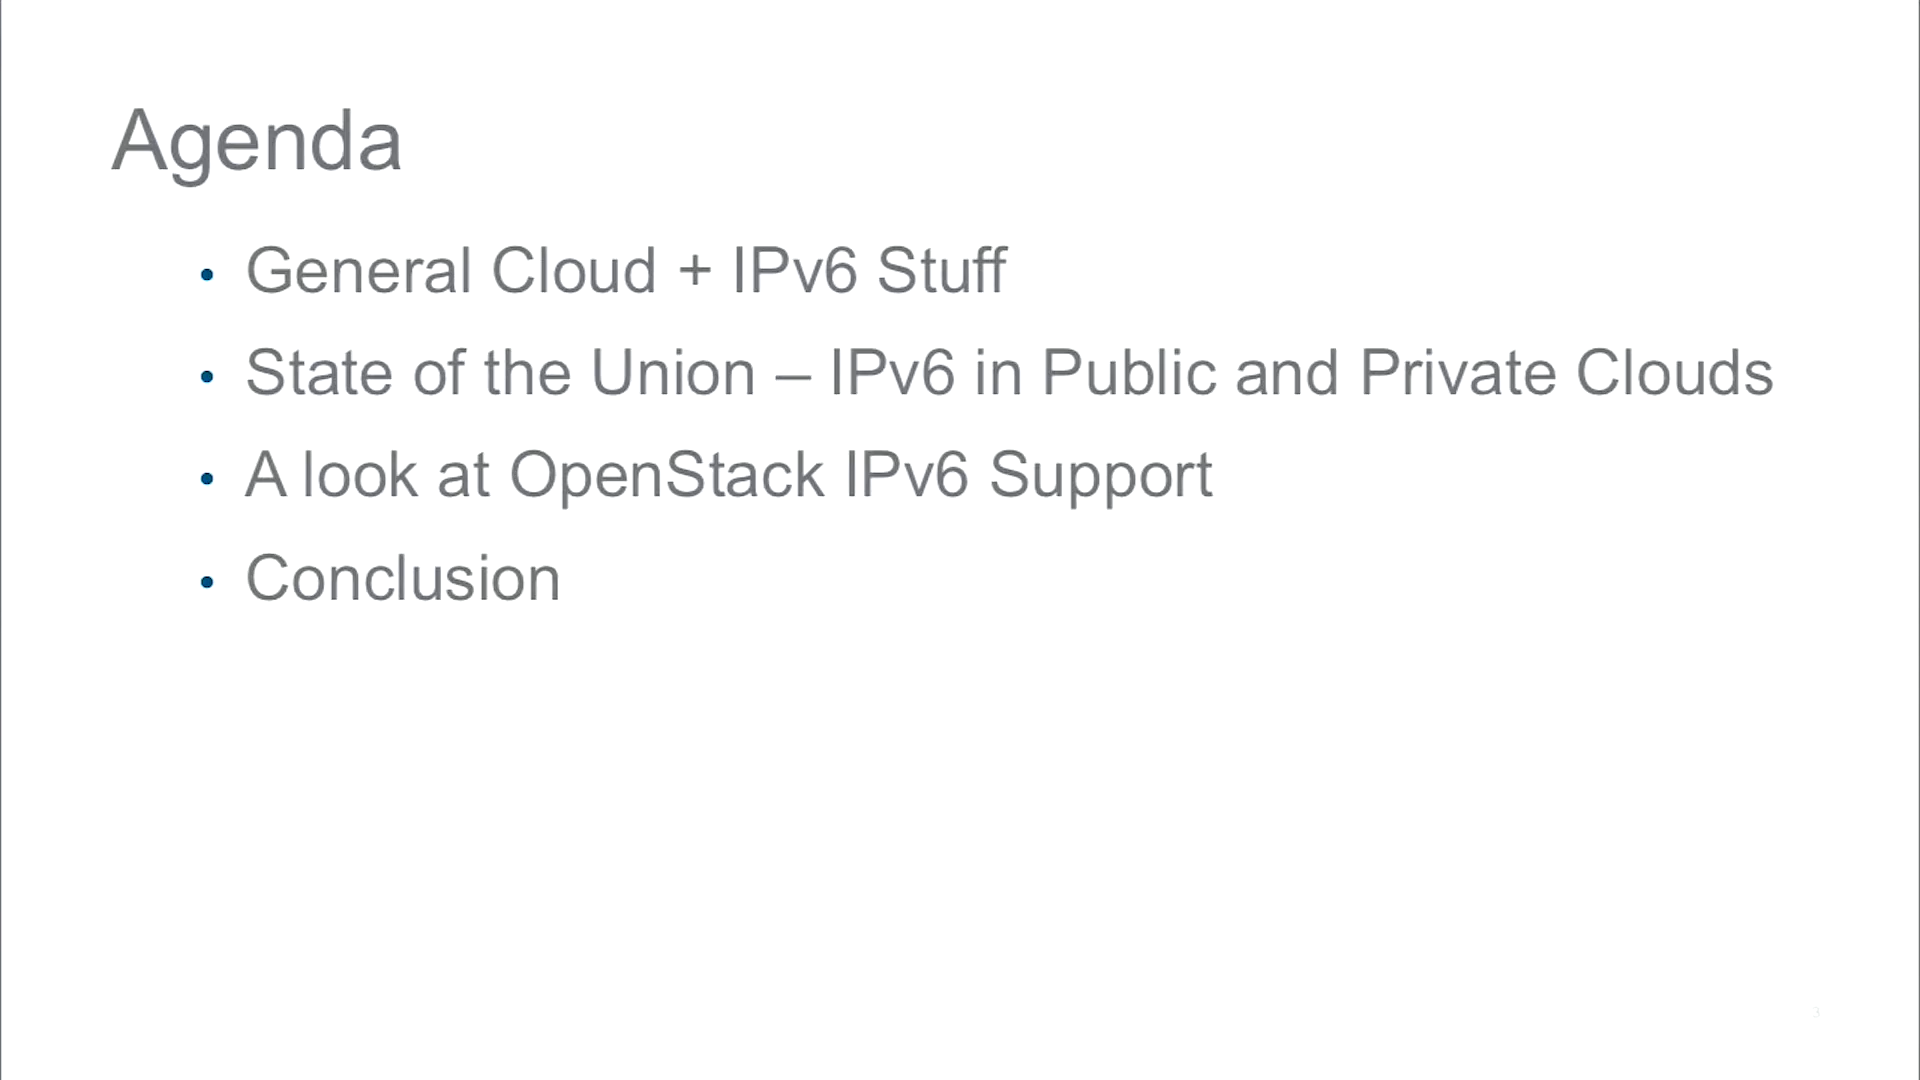 Agenda
• General Cloud + IPv6 Stuff
• State of the Union – IPv6 in Public and Private Clouds
• A look at OpenStack IPv6 Support
• Conclusion
3